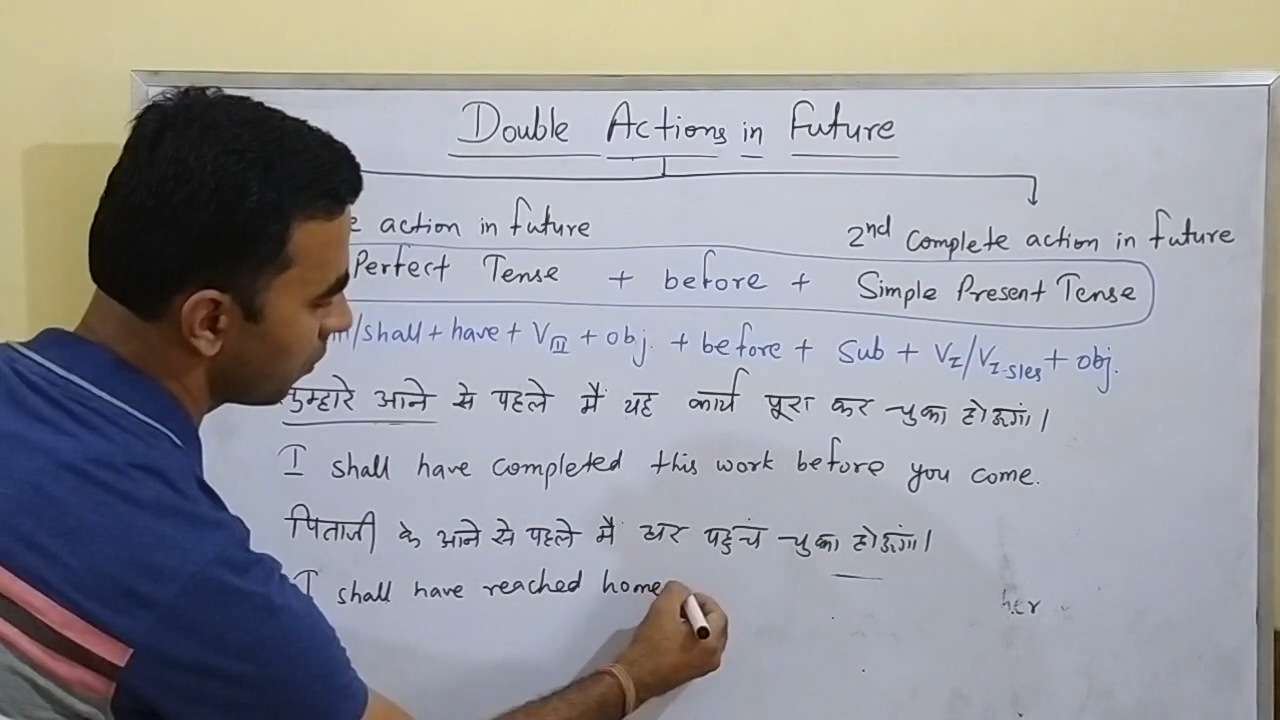 Double Actions in Future
action in future 2nd Complete action in future
Perfect Tense + before + Simple Present Tense
/shall + have + VIII + obj. + before + Sub + VI/VI-s/es + obj.
तुम्हारे आने से पहले मैं यह कार्य पूरा कर चुका होऊंगा।
I shall have completed this work before you come.
पिताजी के आने से पहले मैं घर पहुंच चुका होऊंगा।
I shall have reached home
her